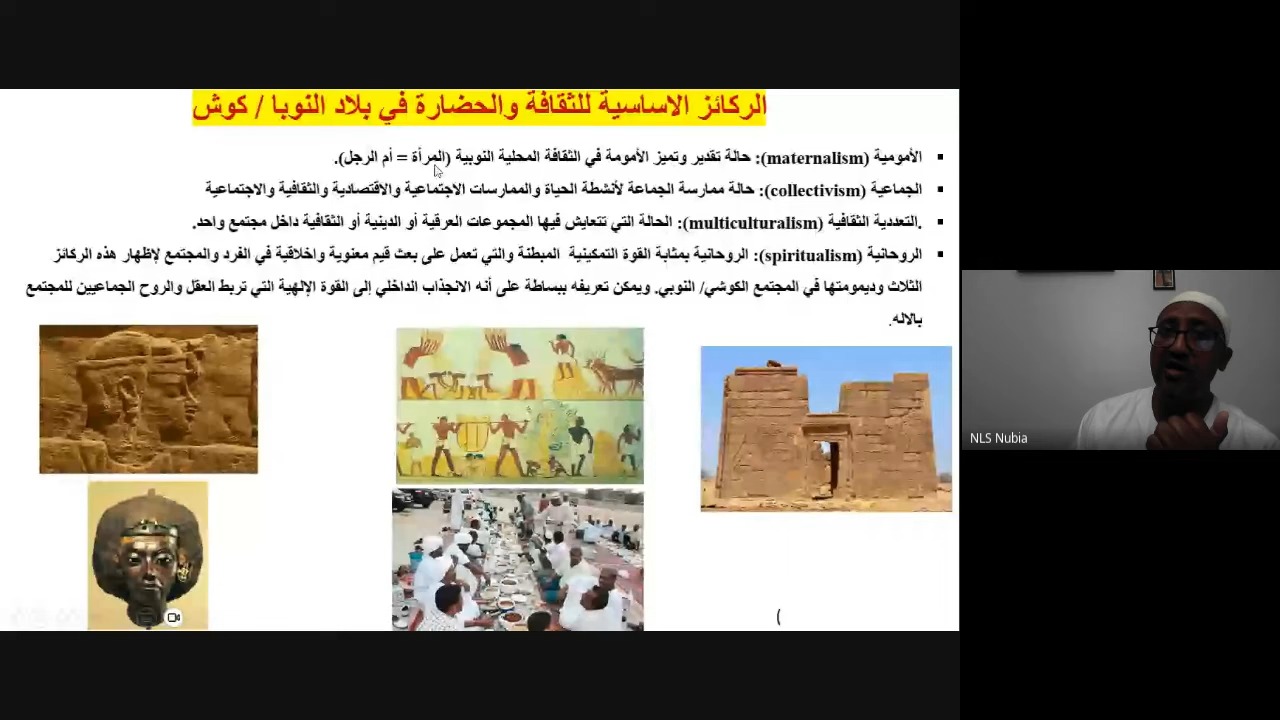 الركائز الاساسية للثقافة والحضارة في بلاد النوبا / كوش
▪ الأمومية (maternalism): حالة تقدير وتميز الأمومة في الثقافة المحلية النوبية (المرأة = أم الرجل).
▪ الجماعية (collectivism): حالة ممارسة الجماعة لأنشطة الحياة والممارسات الاجتماعية والاقتصادية والثقافية والاجتماعية
▪ .التعددية الثقافية (multiculturalism): الحالة التي تتعايش فيها المجموعات العرقية أو الدينية أو الثقافية داخل مجتمع واحد.
▪ الروحانية (spiritualism): الروحانية بمثابة القوة التمكينية المبطنة والتي تعمل على بعث قيم معنوية واخلاقية في الفرد والمجتمع لإظهار هذه الركائز
الثلاث وديمومتها في المجتمع الكوشي/ النوبي. ويمكن تعريفه ببساطة على أنه الانجذاب الداخلي إلى القوة الإلهية التي تربط العقل والروح الجماعيين للمجتمع
بالاله.
(
NLS Nubia